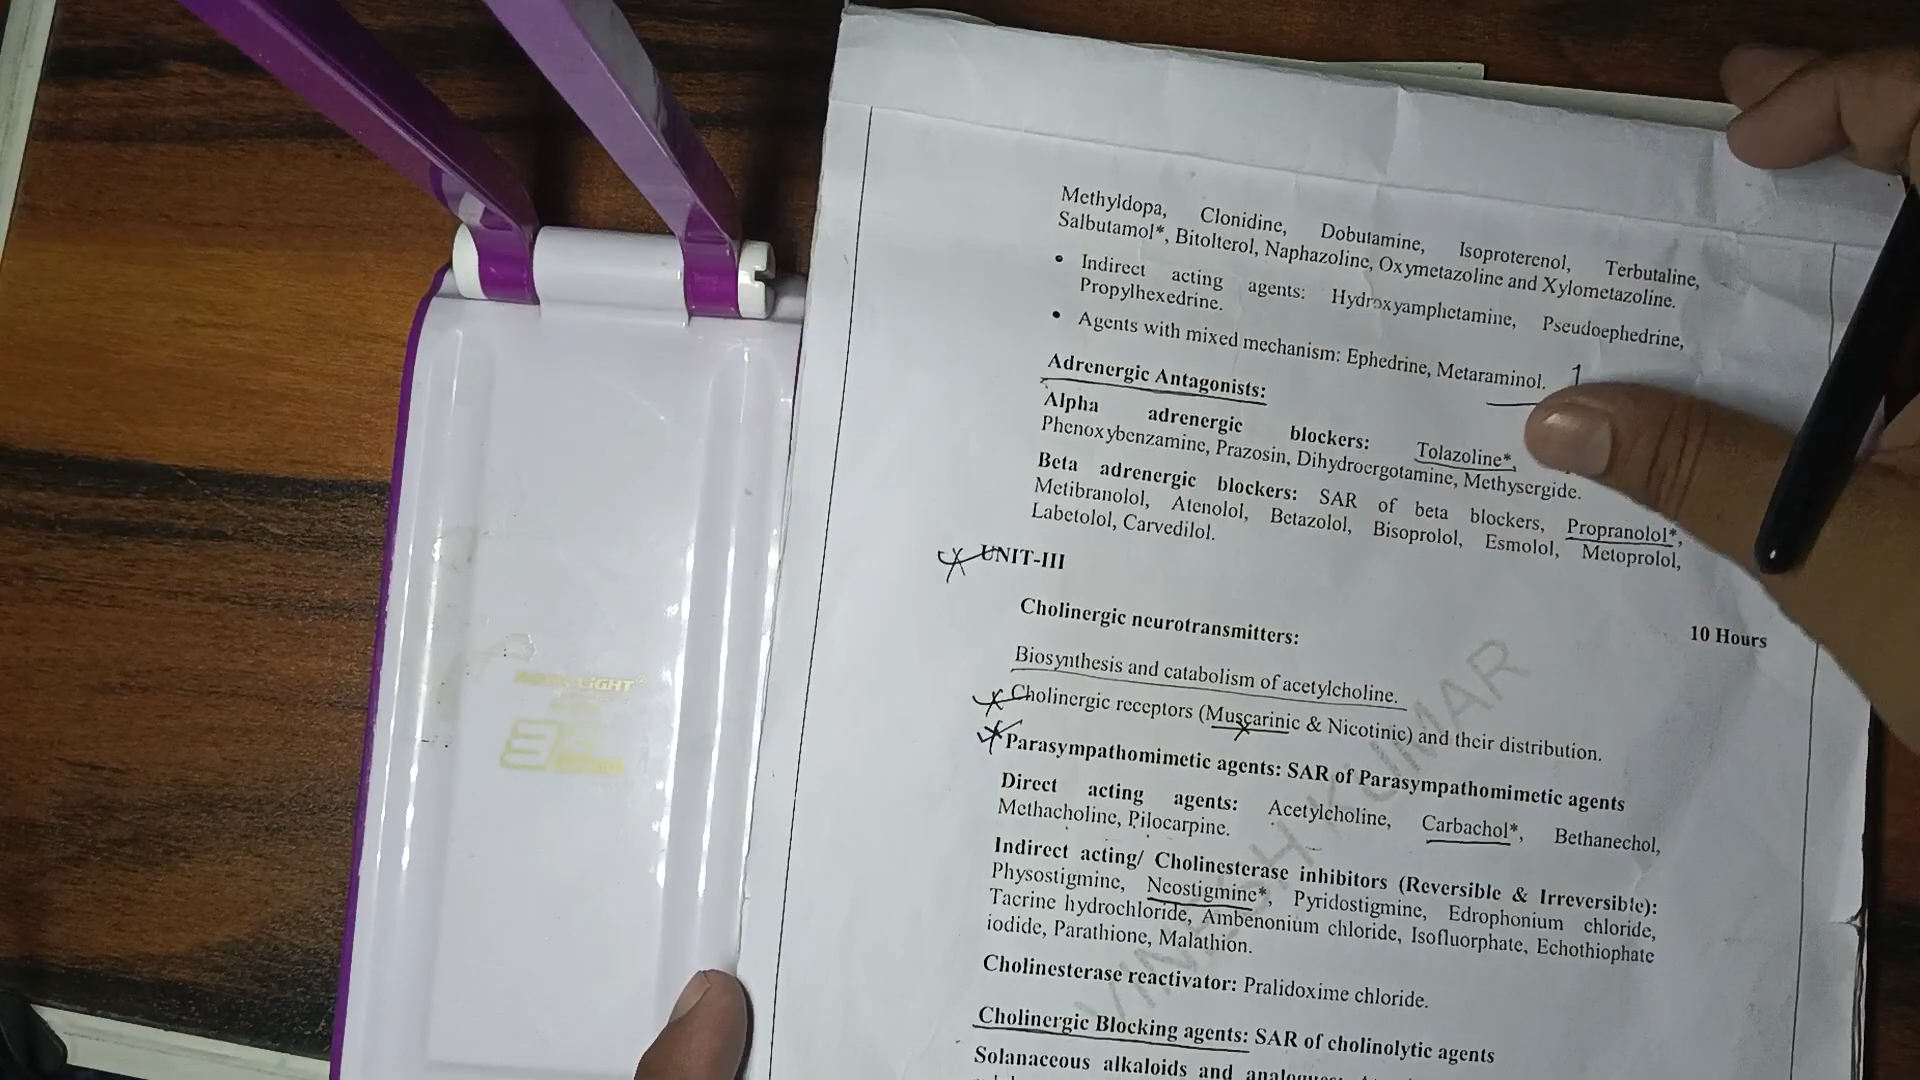 Methyldopa, Clonidine, Dobutamine, Isoproterenol, Terbutaline,
Salbutamol*, Bitolterol, Naphazoline, Oxymetazoline and Xylometazoline.
• Indirect acting agents: Hydroxyamphetamine, Pseudoephedrine,
Propylhexedrine.
• Agents with mixed mechanism: Ephedrine, Metaraminol.
1
Adrenergic Antagonists:
Alpha adrenergic blockers: Tolazoline*,
Phenoxybenzamine, Prazosin, Dihydroergotamine, Methysergide.
Beta adrenergic blockers: SAR of beta blockers, Propranolol*,
Metibranolol, Atenolol, Betazolol, Bisoprolol, Esmolol, Metoprolol,
Labetolol, Carvedilol.
UNIT-III
10 Hours
Cholinergic neurotransmitters:
Biosynthesis and catabolism of acetylcholine.
Cholinergic receptors (Muscarinic & Nicotinic) and their distribution.
Parasympathomimetic agents: SAR of Parasympathomimetic agents
Direct acting agents: Acetylcholine, Carbachol*, Bethanechol,
Methacholine, Pilocarpine.
Indirect acting/ Cholinesterase inhibitors (Reversible & Irreversible):
Physostigmine, Neostigmine*, Pyridostigmine, Edrophonium chloride,
Tacrine hydrochloride, Ambenonium chloride, Isofluorphate, Echothiophate
iodide, Parathione, Malathion.
Cholinesterase reactivator: Pralidoxime chloride.
Cholinergic Blocking agents: SAR of cholinolytic agents
Solanaceous alkaloids and analogues:
KUMAR